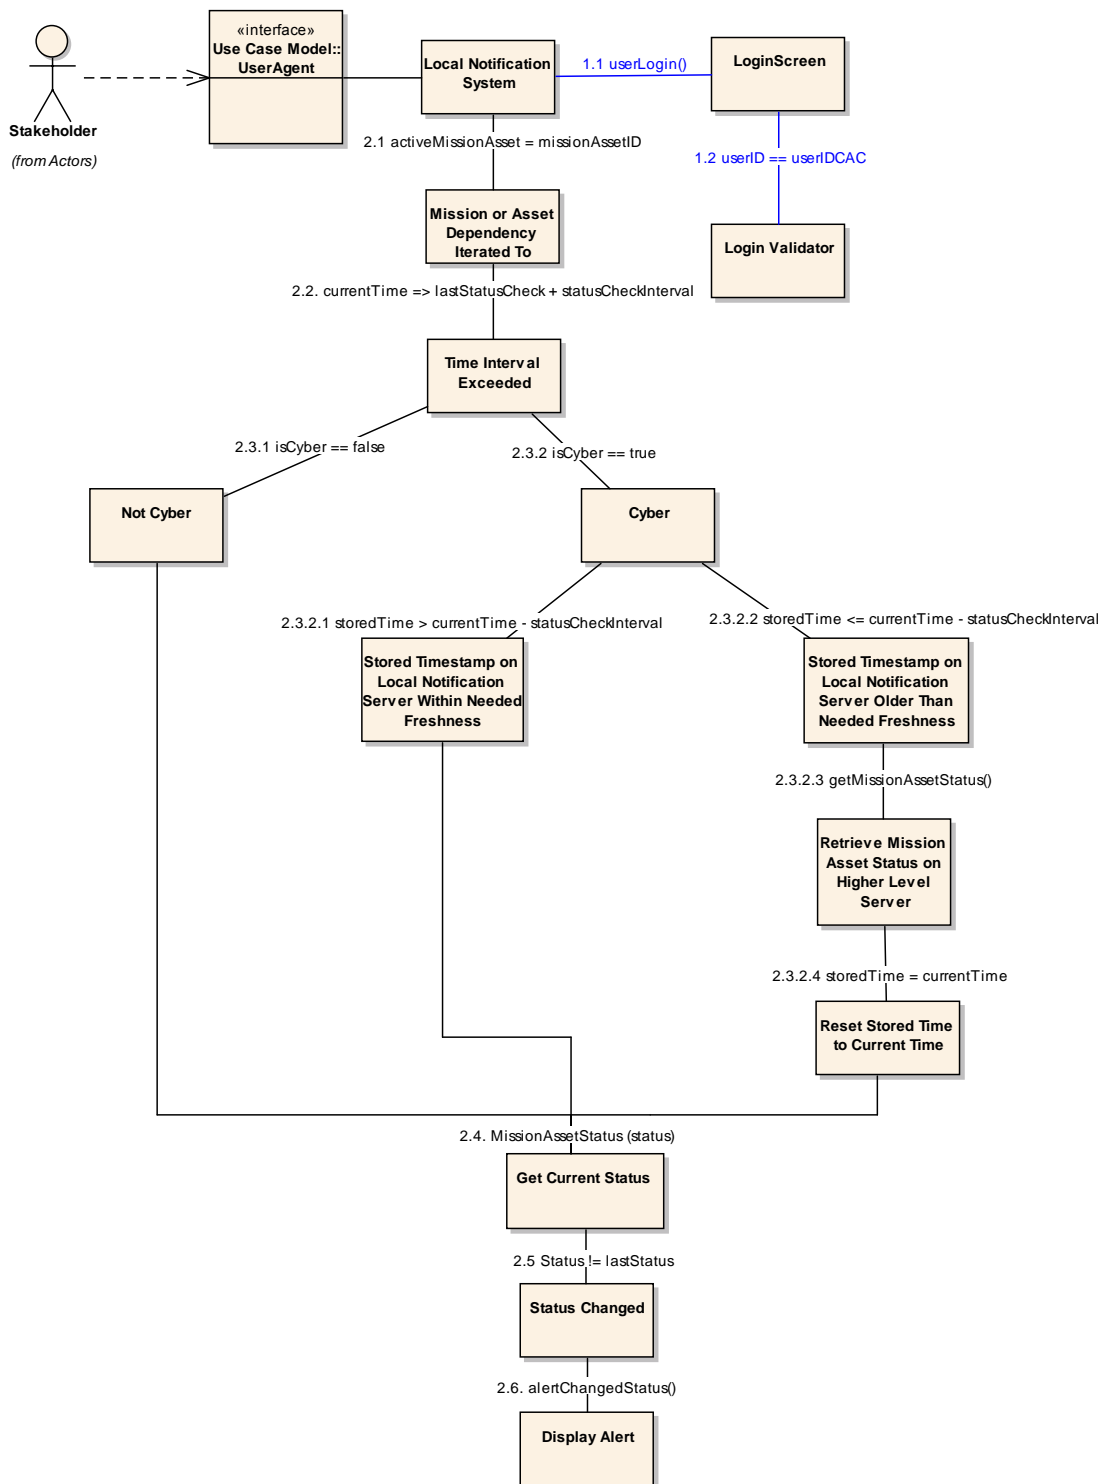 «interface»
Use Case Model::
UserAgent
Stakeholder
(from Actors)
Local Notification
System
1.1 userLogin()
LoginScreen
1.2 userID == userIDCAC
Login Validator
2.1 activeMissionAsset = missionAssetID
Mission or Asset
Dependency
Iterated To
2.2. currentTime => lastStatusCheck + statusCheckInterval
Time Interval
Exceeded
2.3.1 isCyber == false
2.3.2 isCyber == true
Not Cyber
Cyber
2.3.2.1 storedTime > currentTime - statusCheckInterval
2.3.2.2 storedTime <= currentTime - statusCheckInterval
Stored Timestamp on
Local Notification
Server Within Needed
Freshness
Stored Timestamp on
Local Notification
Server Older Than
Needed Freshness
2.3.2.3 getMissionAssetStatus()
Retrieve Mission
Asset Status on
Higher Level
Server
2.3.2.4 storedTime = currentTime
Reset Stored Time
to Current Time
2.4. MissionAssetStatus (status)
Get Current Status
2.5 Status != lastStatus
Status Changed
2.6. alertChangedStatus()
Display Alert